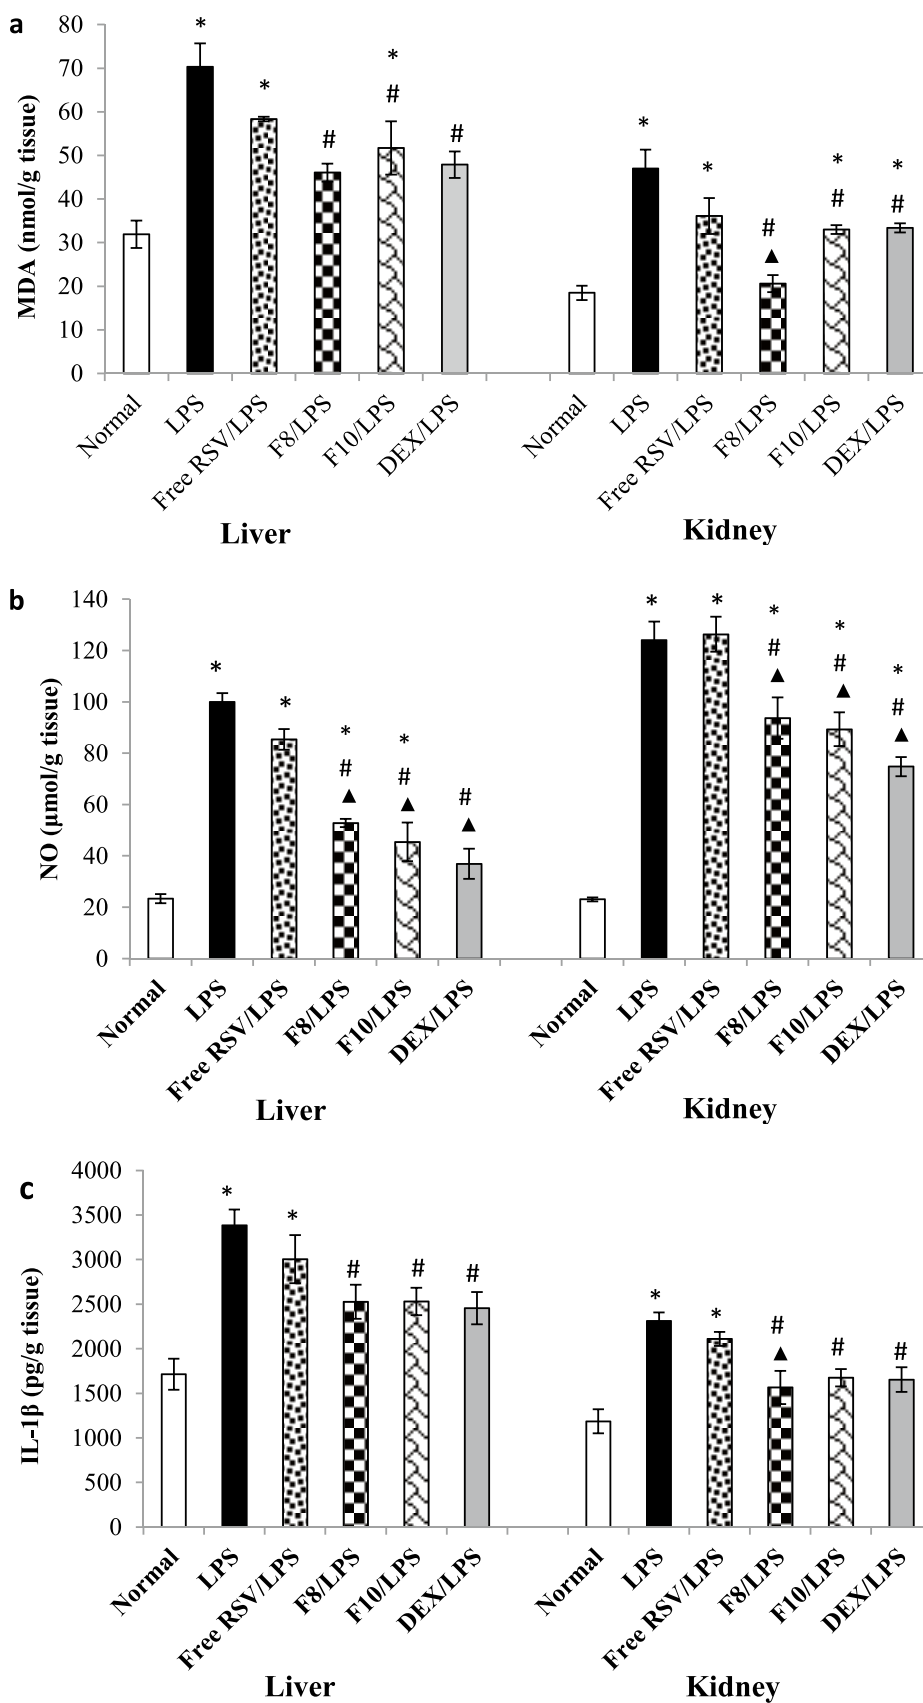 a
MDA (nmol/g tissue)
80
70
60
50
40
30
20
10
0
*
*
#
*
#
#
*
*
#
▲
*
#
*
#
Normal
LPS
Free RSV/LPS
F8/LPS
F10/LPS
DEX/LPS
Normal
LPS
Free RSV/LPS
F8/LPS
F10/LPS
DEX/LPS
Liver
Kidney
b
NO (µmol/g tissue)
140
120
100
80
60
40
20
0
*
*
*
#
▲
*
#
▲
#
▲
*
*
*
#
▲
*
#
▲
*
#
▲
Normal
LPS
Free RSV/LPS
F8/LPS
F10/LPS
DEX/LPS
Normal
LPS
Free RSV/LPS
F8/LPS
F10/LPS
DEX/LPS
Liver
Kidney
c
IL-1β (pg/g tissue)
4000
3500
3000
2500
2000
1500
1000
500
0
*
*
#
#
#
*
*
#
▲
#
#
Normal
LPS
Free RSV/LPS
F8/LPS
F10/LPS
DEX/LPS
Normal
LPS
Free RSV/LPS
F8/LPS
F10/LPS
DEX/LPS
Liver
Kidney